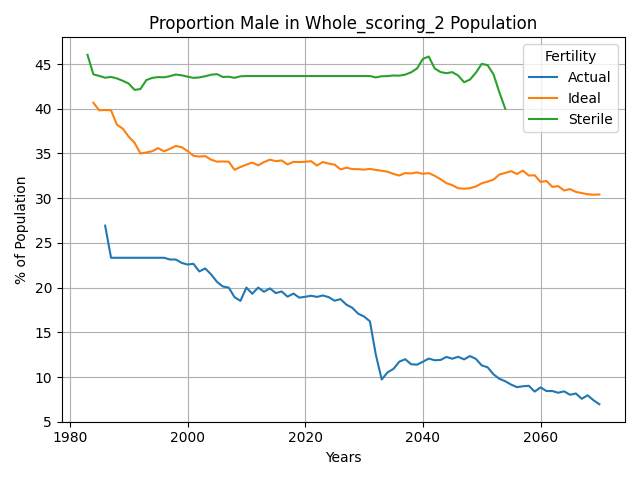 Proportion Male in Whole_scoring_2 Population
Fertility
Actual
Ideal
Sterile
% of Population
45
40
35
30
25
20
15
10
5
1980 2000 2020 2040 2060
Years